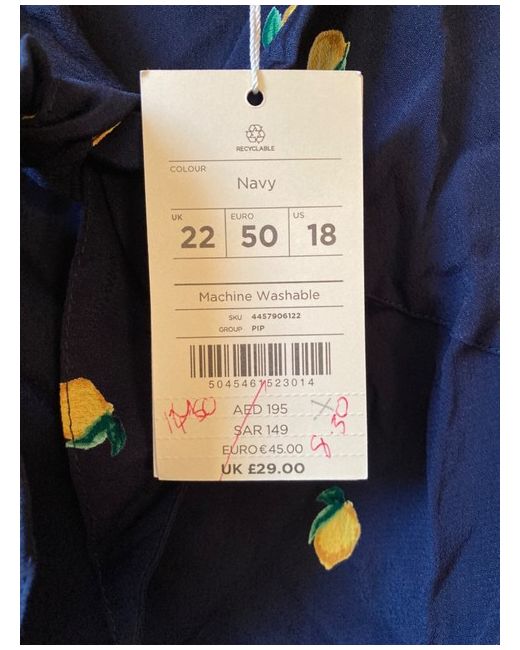 RECYCLABLE
COLOUR
Navy
UK EURO US
22 50 18
Machine Washable
SKU 4457906122
GROUP PIP
5045461523014
AED 195
SAR 149
EURO €45.00
UK £29.00